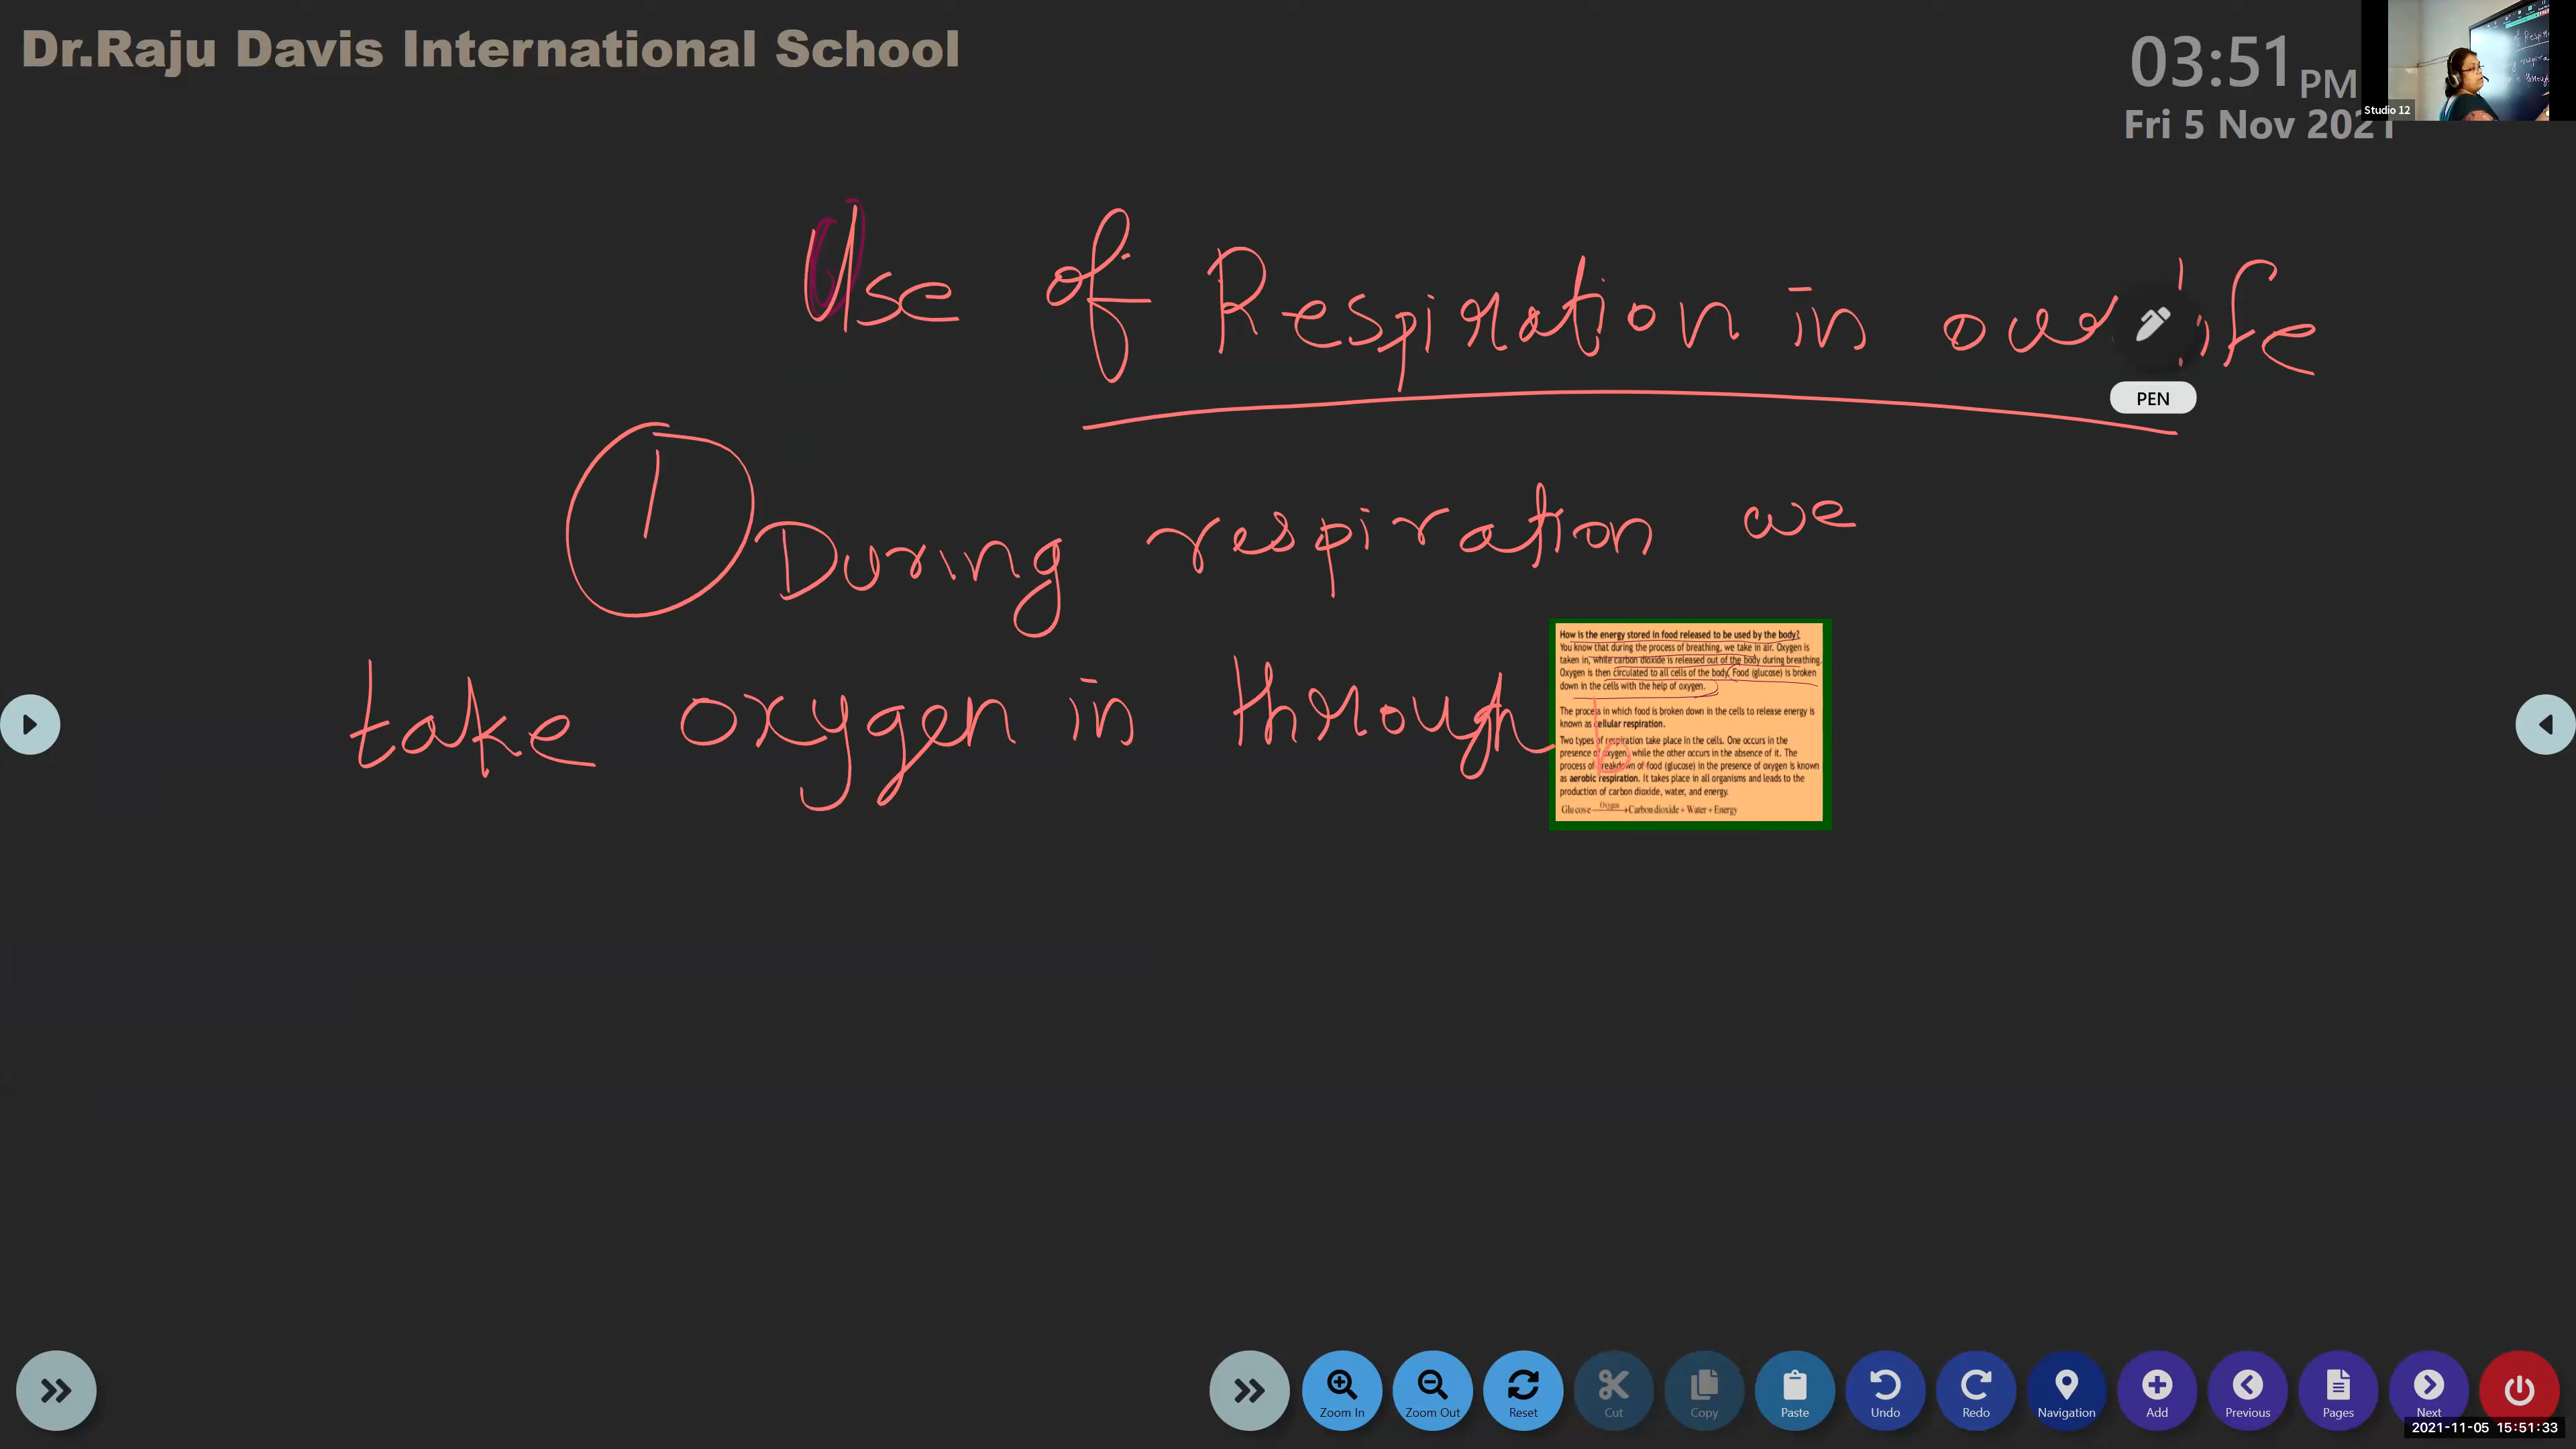 Dr.Raju Davis International School
03:51 PM
Fri 5 Nov 2021
Studio 12
Use of Respiration in our life
PEN
1 During respiration we
take oxygen in through
How is the energy stored in food released to be used by the body?
You know that during the process of breathing, we take in air. Oxygen is
taken in, while carbon dioxide is released out of the body during breathing.
Oxygen is then circulated to all cells of the body. Food (glucose) is broken
down in the cells with the help of oxygen.
The process in which food is broken down in the cells to release energy is
known as cellular respiration.
Two types of respiration take place in the cells. One occurs in the
presence of oxygen, while the other occurs in the absence of it. The
process of breakdown of food (glucose) in the presence of oxygen is known
as aerobic respiration. It takes place in all organisms and leads to the
production of carbon dioxide, water, and energy.
Oxygen
Glucose → Carbon dioxide + Water + Energy
Zoom In Zoom Out Reset Cut Copy Paste Undo Redo Navigation Add Previous Pages Next
2021-11-05 15:51:33